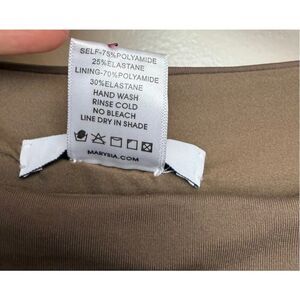 SELF-75%POLYAMIDE
25%ELASTANE
LINING-70%POLYAMIDE
30%ELASTANE
HAND WASH
RINSE COLD
NO BLEACH
LINE DRY IN SHADE
MARYSIA.COM